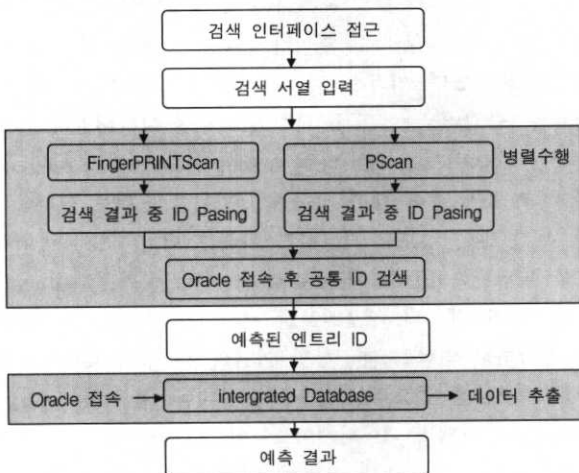 검색 인터페이스 접근
검색 서열 입력
FingerPRINTScan
PScan
병렬수행
검색 결과 중 ID Pasing
검색 결과 중 ID Pasing
Oracle 접속 후 공통 ID 검색
예측된 엔트리 ID
Oracle 접속
intergrated Database
데이터 추출
예측 결과